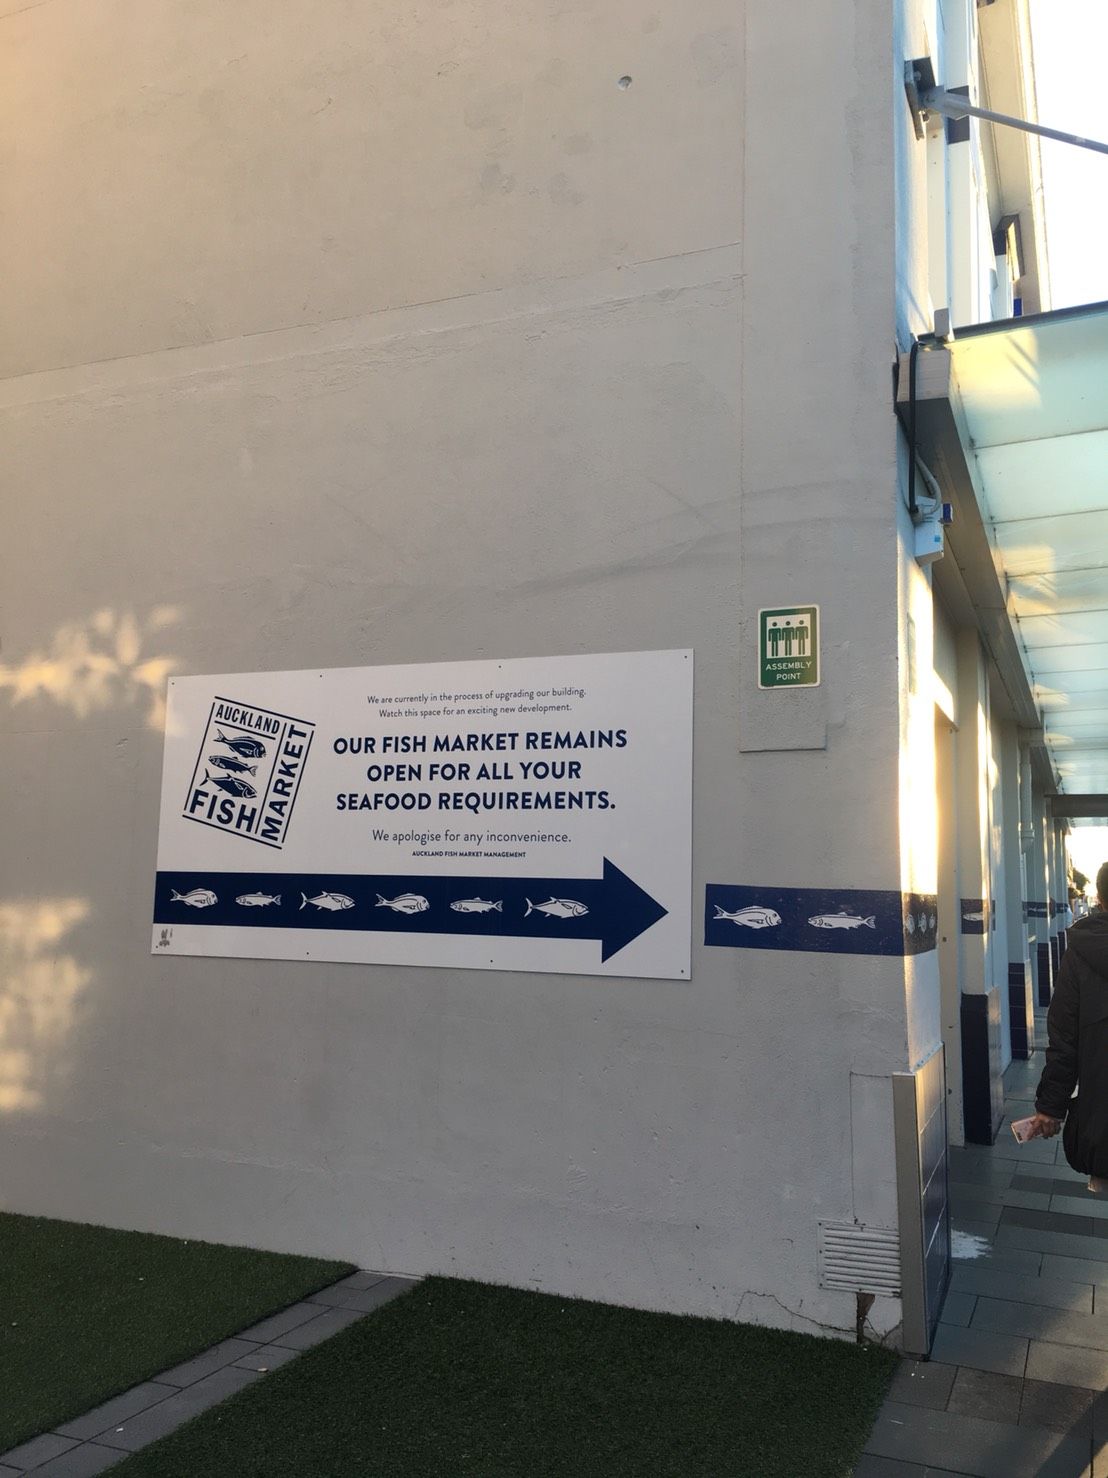 AUCKLAND
FISH
MARKET
We are currently in the process of upgrading our building.
Watch this space for an exciting new development.
OUR FISH MARKET REMAINS
OPEN FOR ALL YOUR
SEAFOOD REQUIREMENTS.
We apologise for any inconvenience.
AUCKLAND FISH MARKET MANAGEMENT
ASSEMBLY
POINT